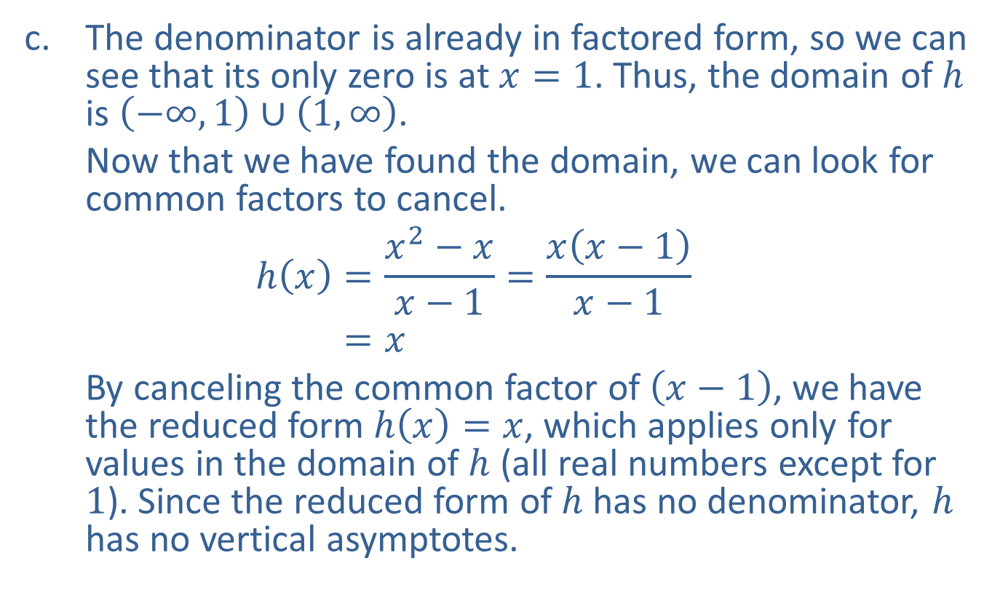 c. The denominator is already in factored form, so we can
see that its only zero is at x = 1. Thus, the domain of h
is (−∞, 1) ∪ (1, ∞).
Now that we have found the domain, we can look for
common factors to cancel.
h(x) = \frac{x^2 − x}{x − 1} = \frac{x(x − 1)}{x − 1}
= x
By canceling the common factor of (x − 1), we have
the reduced form h(x) = x, which applies only for
values in the domain of h (all real numbers except for
1). Since the reduced form of h has no denominator, h
has no vertical asymptotes.